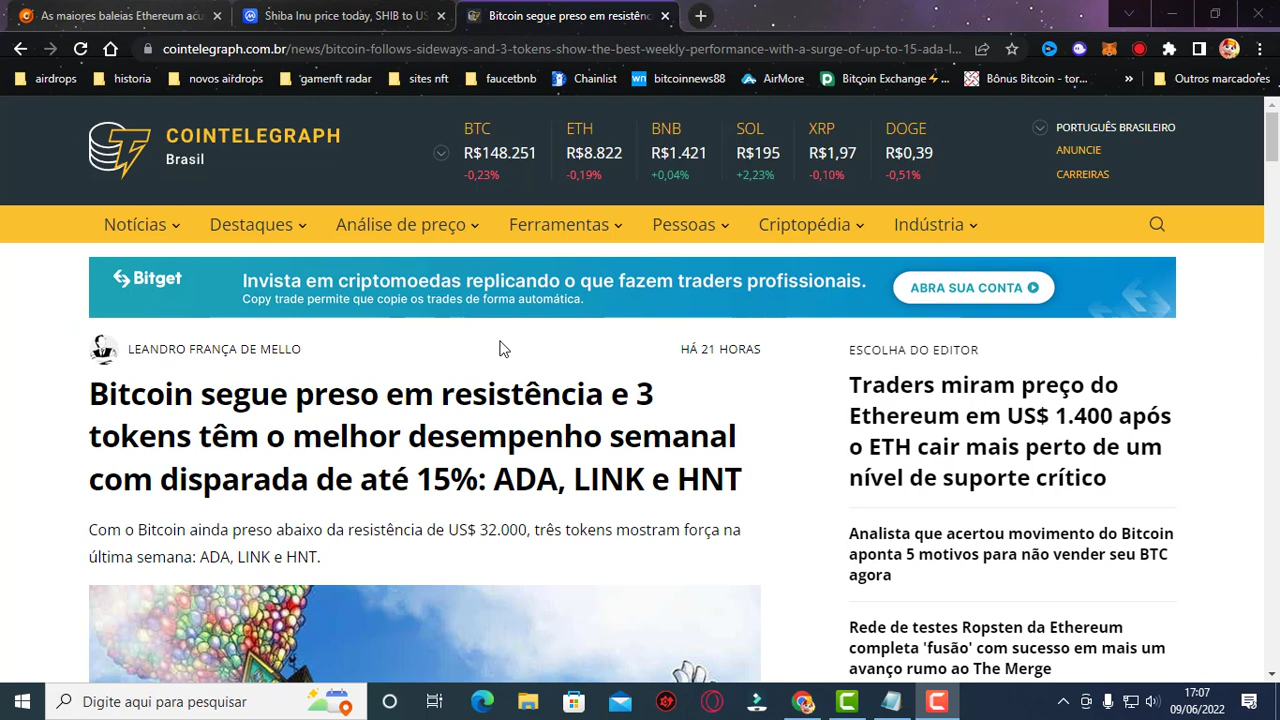 As maiores baleias Ethereum acu
Shiba Inu price today, SHIB to US
Bitcoin segue preso em resistênc
cointelegraph.com.br/news/bitcoin-follows-sideways-and-3-tokens-show-the-best-weekly-performance-with-a-surge-of-up-to-15-ada-l...
airdrops
historia
novos airdrops
'gamenft radar
sites nft
faucetbnb
Chainlist
wn
bitcoinnews88
AirMore
Bitcoin Exchange⚡...
Bônus Bitcoin - tor...
»
Outros marcadores
COINTELEGRAPH
Brasil
BTC
R$148.251
-0,23%
ETH
R$8.822
-0,19%
BNB
R$1.421
+0,04%
SOL
R$195
+2,23%
XRP
R$1,97
-0,10%
DOGE
R$0,39
-0,51%
PORTUGUÊS BRASILEIRO
ANUNCIE
CARREIRAS
Notícias
Destaques
Análise de preço
Ferramentas
Pessoas
Criptopédia
Indústria
Bitget
Invista em criptomoedas replicando o que fazem traders profissionais.
Copy trade permite que copie os trades de forma automática.
ABRA SUA CONTA
LEANDRO FRANÇA DE MELLO
HÁ 21 HORAS
Bitcoin segue preso em resistência e 3
tokens têm o melhor desempenho semanal
com disparada de até 15%: ADA, LINK e HNT
Com o Bitcoin ainda preso abaixo da resistência de US$ 32.000, três tokens mostram força na
última semana: ADA, LINK e HNT.
ESCOLHA DO EDITOR
Traders miram preço do
Ethereum em US$ 1.400 após
o ETH cair mais perto de um
nível de suporte crítico
Analista que acertou movimento do Bitcoin
aponta 5 motivos para não vender seu BTC
agora
Rede de testes Ropsten da Ethereum
completa 'fusão' com sucesso em mais um
avanço rumo ao The Merge
Digite aqui para pesquisar
17:07
09/06/2022